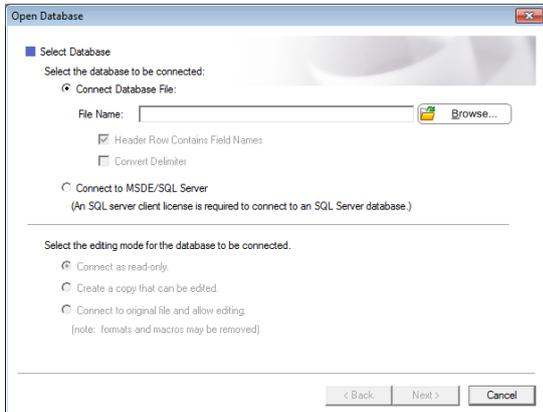 Open Database
Select Database
Select the database to be connected:
Connect Database File:
File Name:
Browse...
Header Row Contains Field Names
Convert Delimiter
Connect to MSDE/SQL Server
(An SQL server client license is required to connect to an SQL Server database.)
Select the editing mode for the database to be connected.
Connect as read-only.
Create a copy that can be edited.
Connect to original file and allow editing.
(note: formats and macros may be removed)
< Back
Next >
Cancel